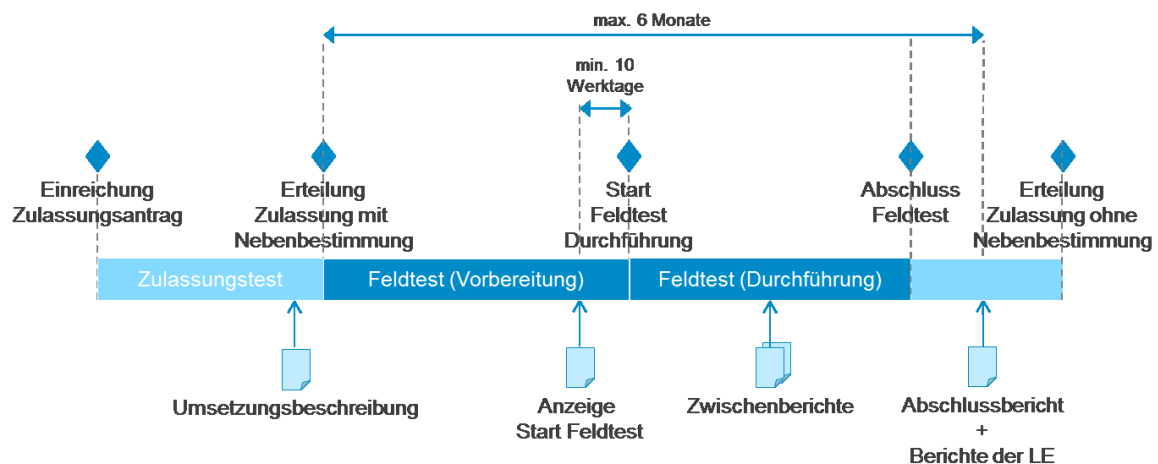 max. 6 Monate
min. 10
Werktage
Einreichung
Zulassungsantrag
Erteilung
Zulassung mit
Nebenbestimmung
Start
Feldtest
Durchführung
Abschluss
Feldtest
Erteilung
Zulassung ohne
Nebenbestimmung
Zulassungstest
Feldtest (Vorbereitung)
Feldtest (Durchführung)
Umsetzungsbeschreibung
Anzeige
Start Feldtest
Zwischenberichte
Abschlussbericht
+
Berichte der LE